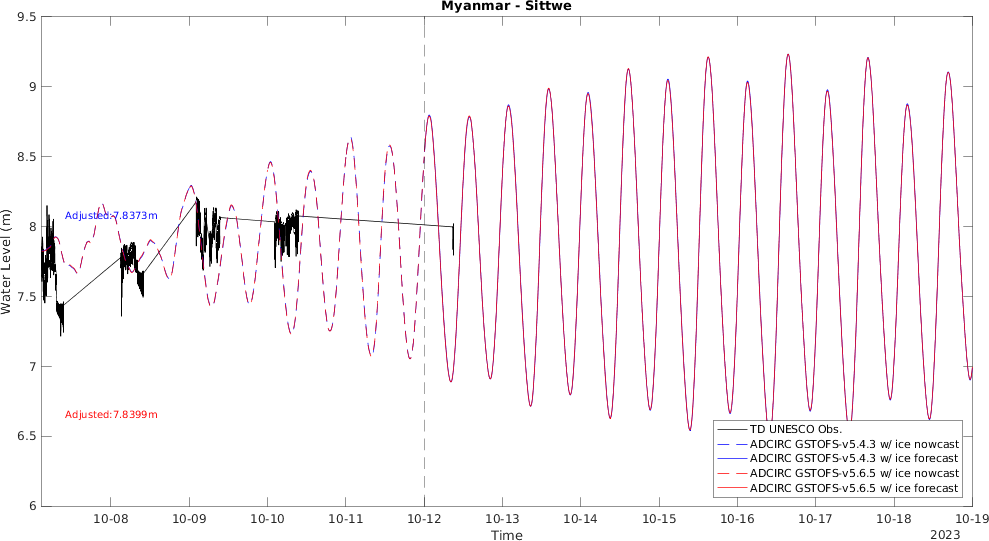 Myanmar - Sittwe
9.5
9
8.5
8
7.5
7
6.5
6
Water Level (m)
Adjusted:7.8373m
Adjusted:7.8399m
TD UNESCO Obs.
ADCIRC GSTOFS-v5.4.3 w/ ice nowcast
ADCIRC GSTOFS-v5.4.3 w/ ice forecast
ADCIRC GSTOFS-v5.6.5 w/ ice nowcast
ADCIRC GSTOFS-v5.6.5 w/ ice forecast
10-08 10-09 10-10 10-11 10-12 10-13 10-14 10-15 10-16 10-17 10-18 10-19
Time
2023